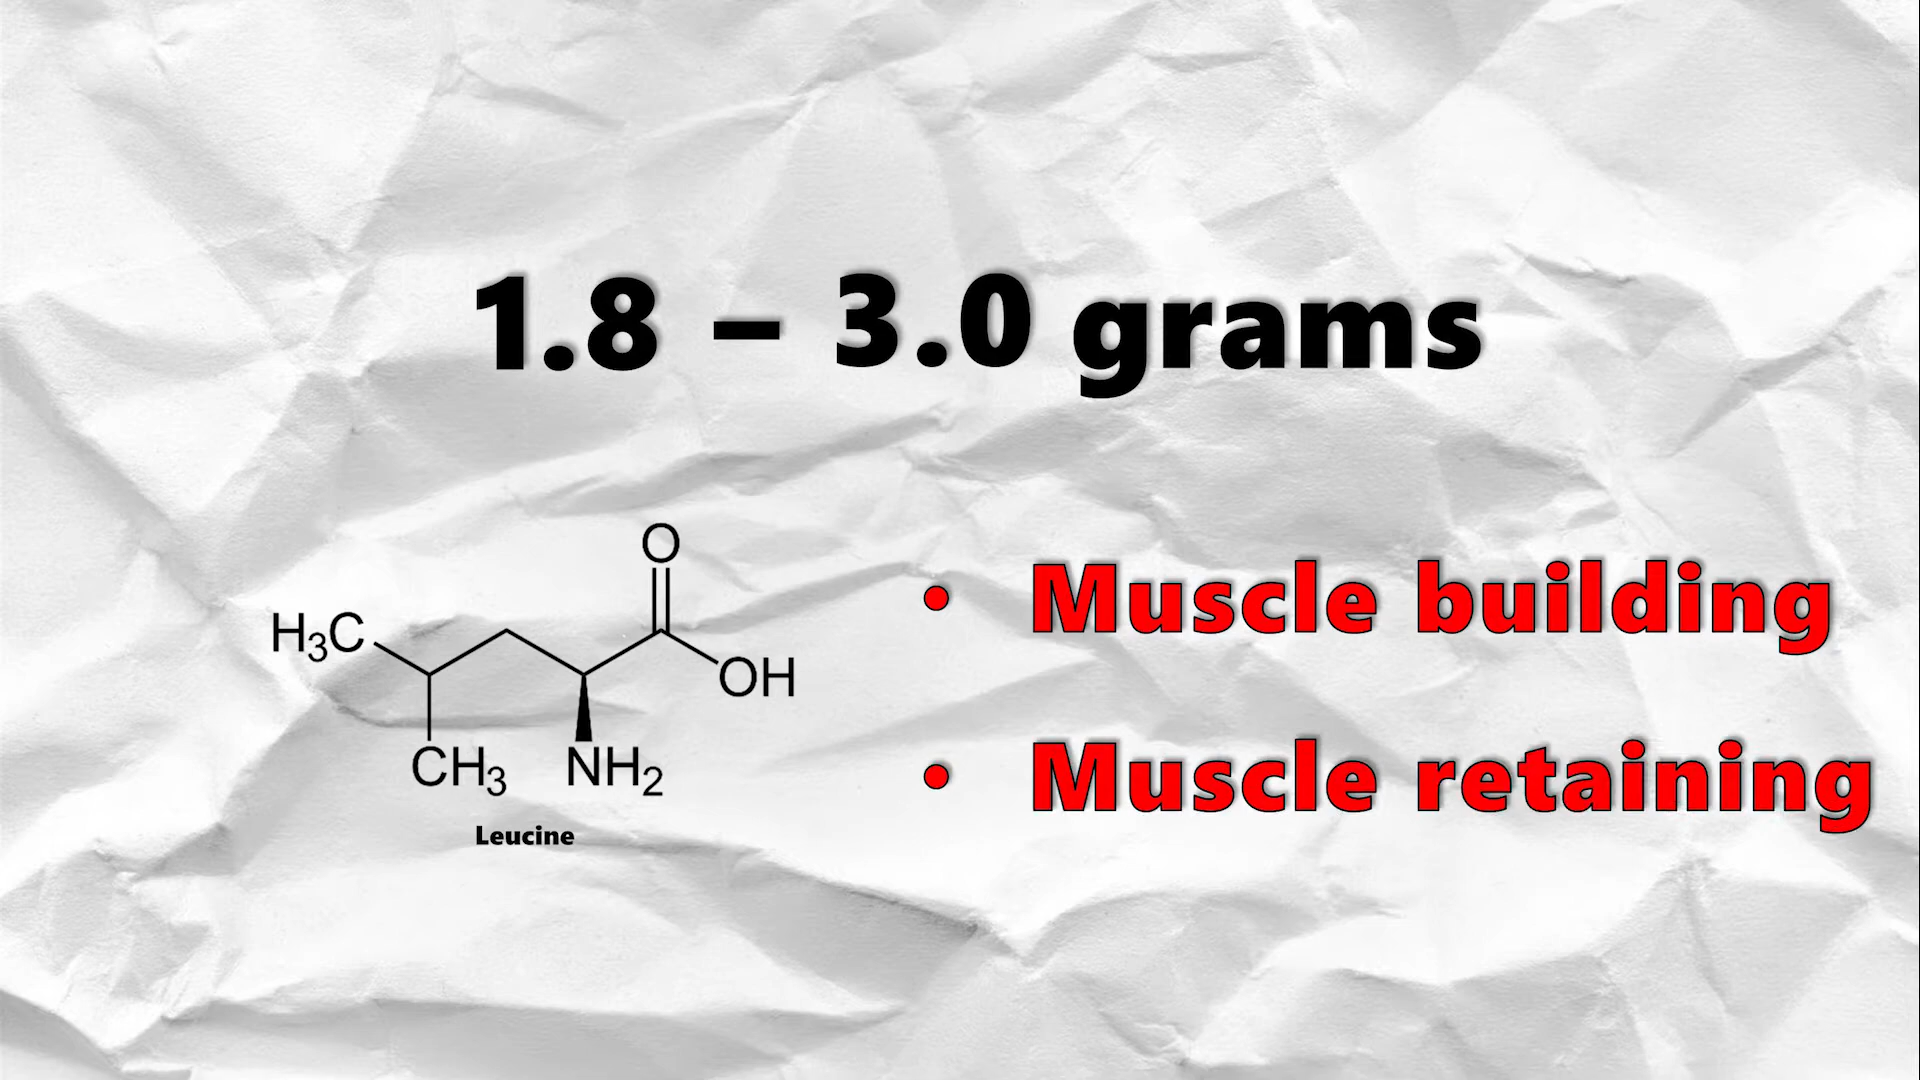 1.8 – 3.0 grams
O
H3C
OH
CH3 NH2
Leucine
• Muscle building
• Muscle retaining